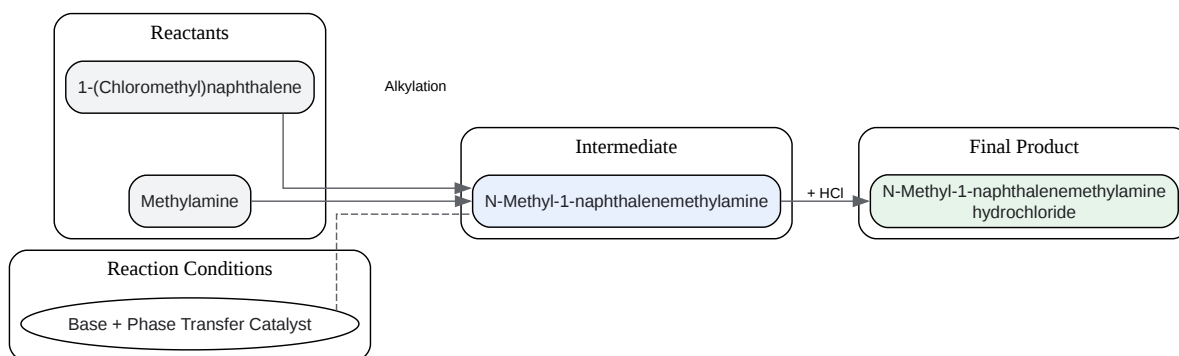 Reactants
1-(Chloromethyl)naphthalene
Methylamine
Alkylation
Reaction Conditions
Base + Phase Transfer Catalyst
Intermediate
N-Methyl-1-naphthalenemethylamine
+ HCl
Final Product
N-Methyl-1-naphthalenemethylamine
hydrochloride